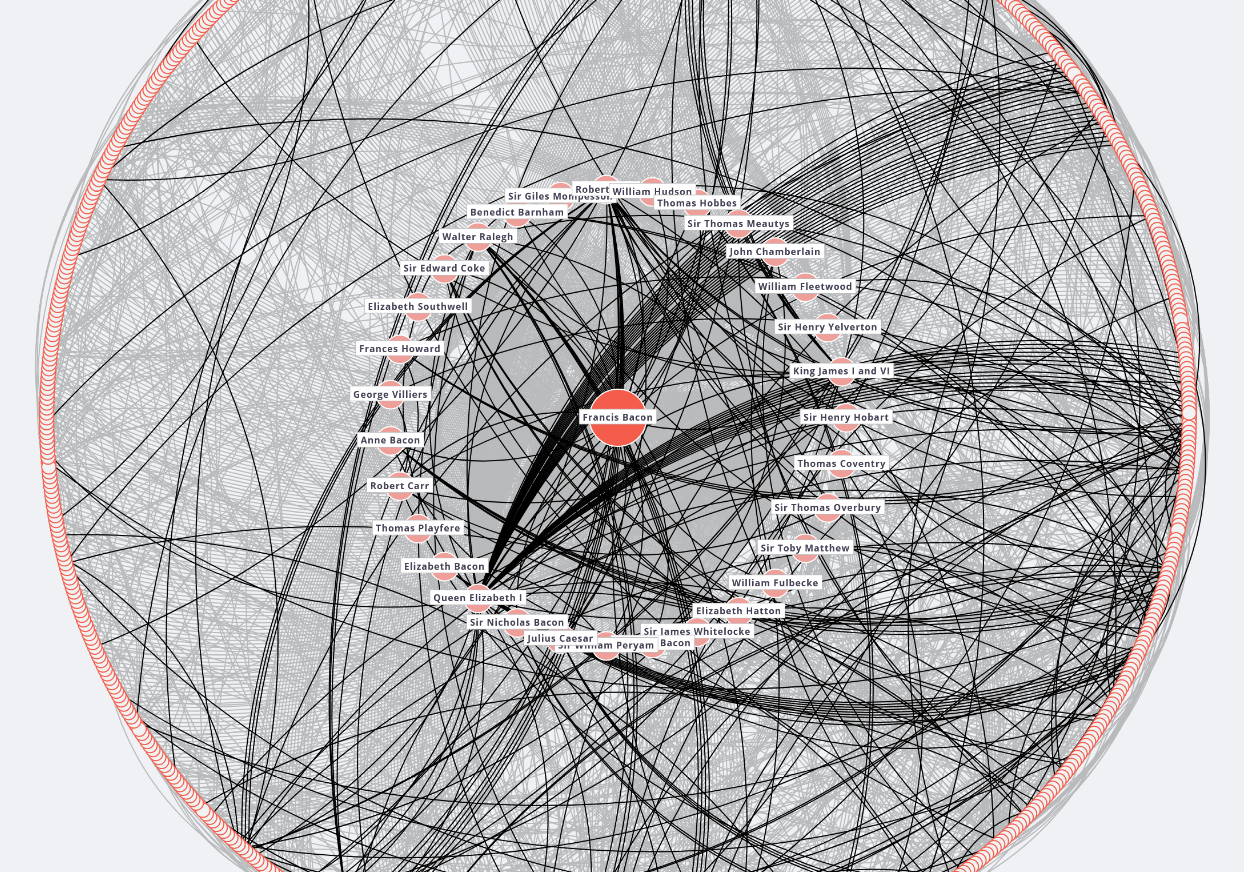 Robert
William Hudson
Sir Giles Mompesson
Thomas Hobbes
Benedict Barnham
Sir Thomas Meautys
Walter Ralegh
John Chamberlain
Sir Edward Coke
William Fleetwood
Elizabeth Southwell
Sir Henry Yelverton
Frances Howard
King James I and VI
George Villiers
Francis Bacon
Sir Henry Hobart
Anne Bacon
Thomas Coventry
Robert Carr
Sir Thomas Overbury
Thomas Playfere
Sir Toby Matthew
Elizabeth Bacon
William Fulbecke
Queen Elizabeth I
Elizabeth Hatton
Sir Nicholas Bacon
Sir James Whitelocke
Julius Caesar
Sir William Peryam
Bacon